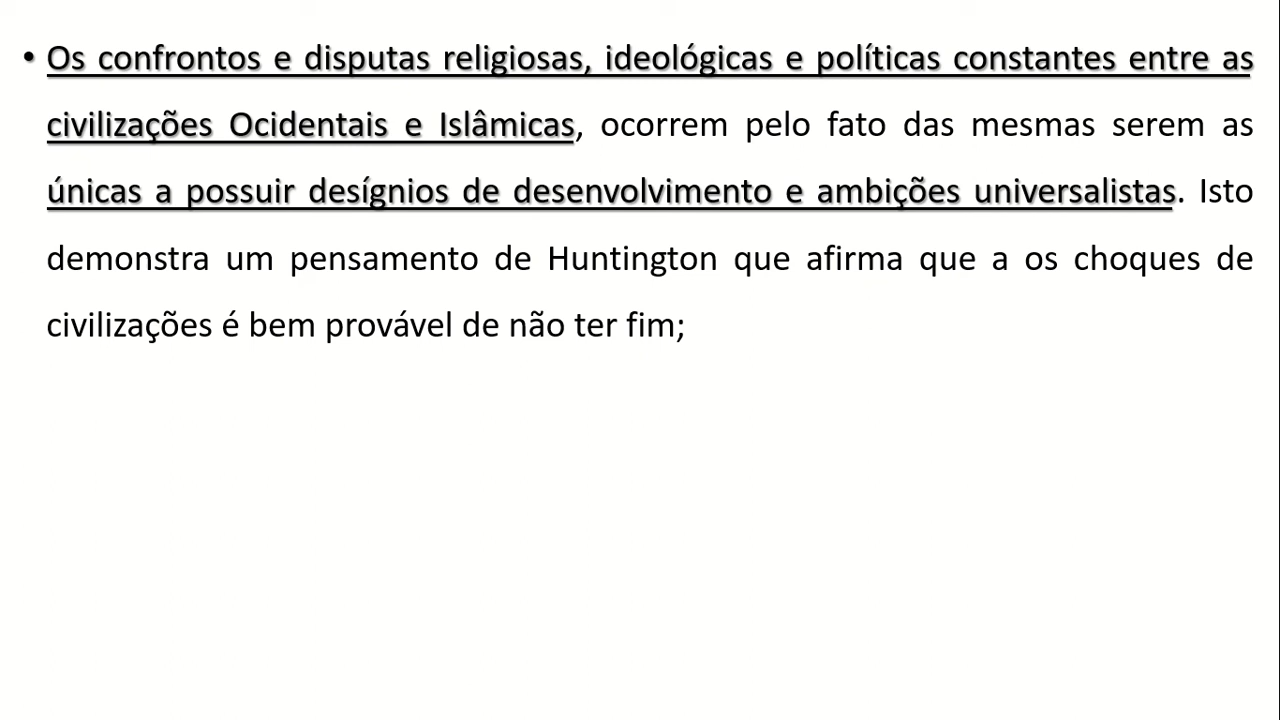 • Os confrontos e disputas religiosas, ideológicas e políticas constantes entre as
civilizações Ocidentais e Islâmicas, ocorrem pelo fato das mesmas serem as
únicas a possuir desígnios de desenvolvimento e ambições universalistas. Isto
demonstra um pensamento de Huntington que afirma que a os choques de
civilizações é bem provável de não ter fim;